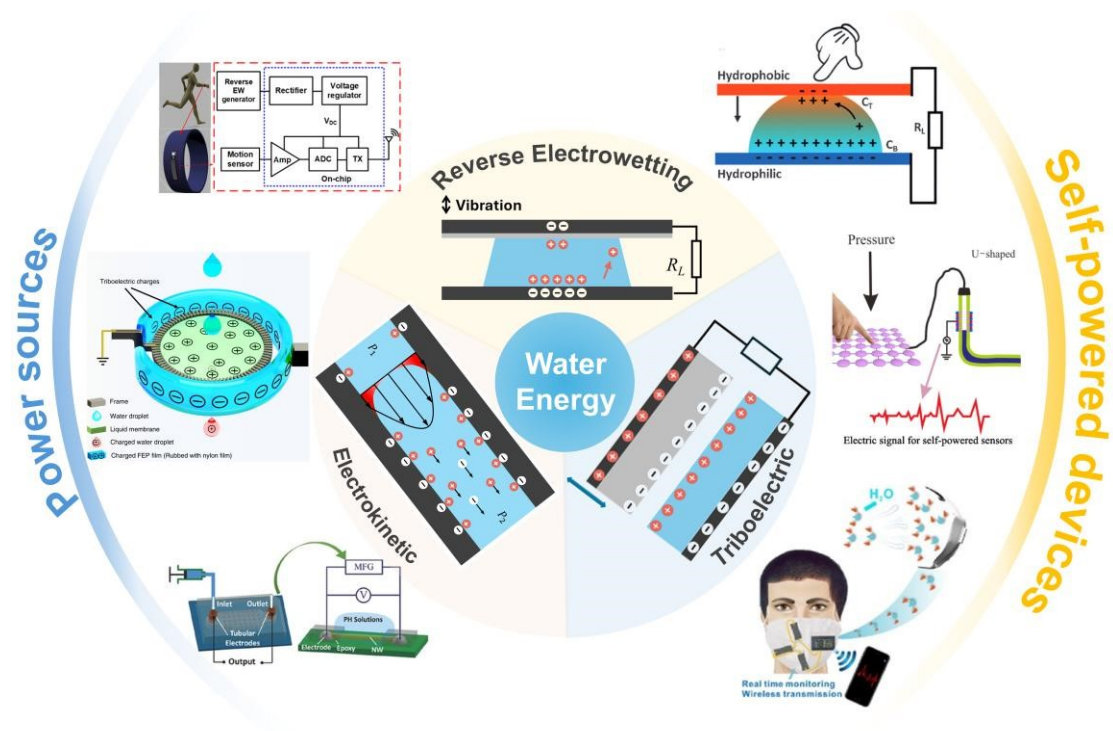 Power sources
Reverse
EW
generator
Rectifier
Voltage
regulator
V_DC
Motion
sensor
Amp
ADC
TX
On-chip
Triboelectric charges
Frame
Water droplet
Liquid membrane
Charged water droplet
Charged FEP film (Rubbed with nylon film)
Inlet
Outlet
Tubular
Electrodes
Output
MFG
V
PH Solutions
Electrode
Epoxy
NW
Reverse Electrowetting
Vibration
R_L
Water
Energy
Electrokinetic
P_1
P_2
Triboelectric
Hydrophobic
C_T
C_B
R_L
Hydrophilic
Pressure
U-shaped
Electric signal for self-powered sensors
H₂O
Real time monitoring
Wireless transmission
Self-powered devices